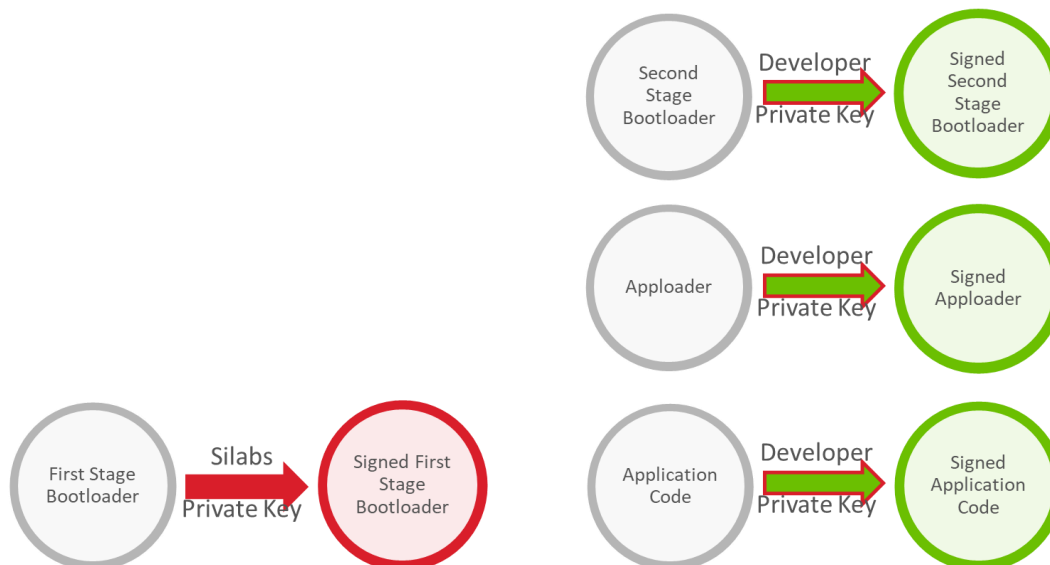 Second
Stage
Bootloader
Developer
Private Key
Signed
Second
Stage
Bootloader
Apploader
Developer
Private Key
Signed
Apploader
First Stage
Bootloader
Silabs
Private Key
Signed First
Stage
Bootloader
Application
Code
Developer
Private Key
Signed
Application
Code